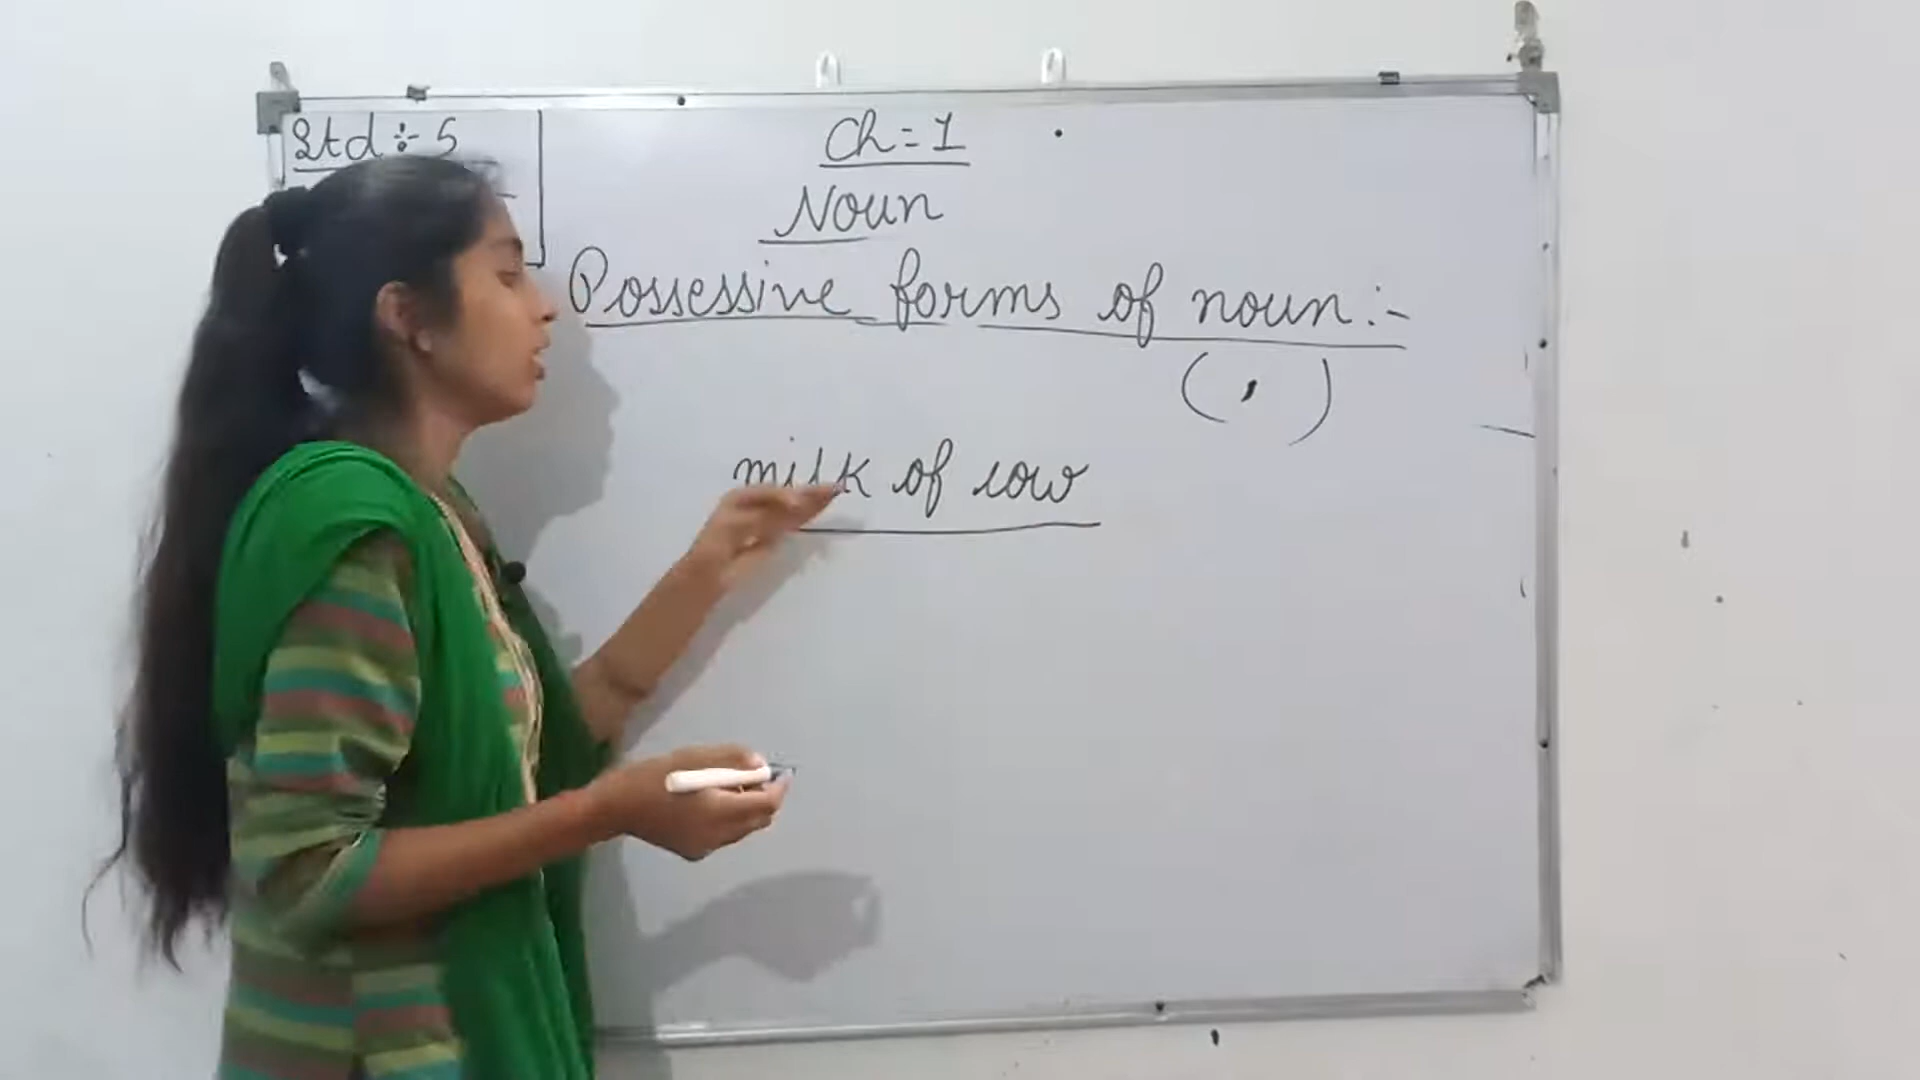 Std :- 5
Ch = 1
Noun
Possessive forms of noun :-
( ' )
milk of cow